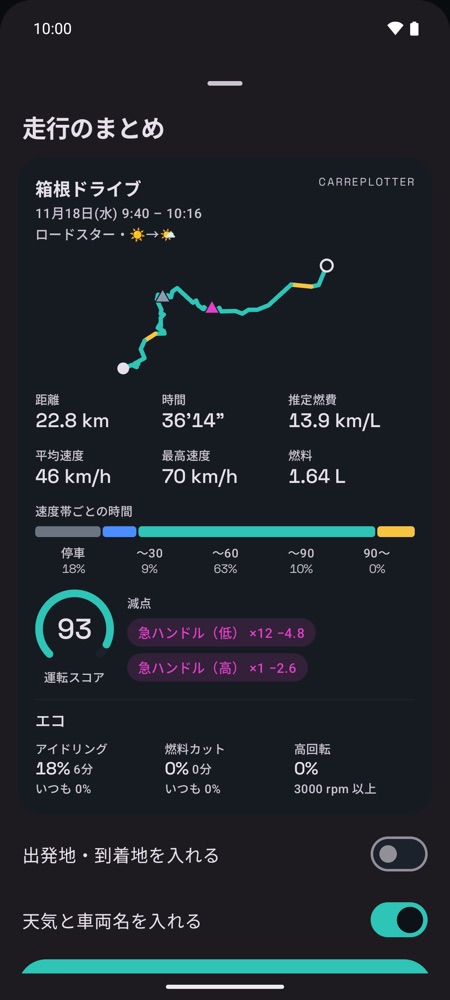 10:00
走行のまとめ
箱根ドライブ
CARREPLOTTER
11月18日(水) 9:40 – 10:16
ロードスター・☀️→🌤️
距離 時間 推定燃費
22.8 km 36’14” 13.9 km/L
平均速度 最高速度 燃料
46 km/h 70 km/h 1.64 L
速度帯ごとの時間
停車 〜30 〜60 〜90 90〜
18% 9% 63% 10% 0%
93
運転スコア
減点
急ハンドル（低） ×12 −4.8
急ハンドル（高） ×1 −2.6
エコ
アイドリング 燃料カット 高回転
18% 6分 0% 0分 0%
いつも 0% いつも 0% 3000 rpm 以上
出発地・到着地を入れる
天気と車両名を入れる